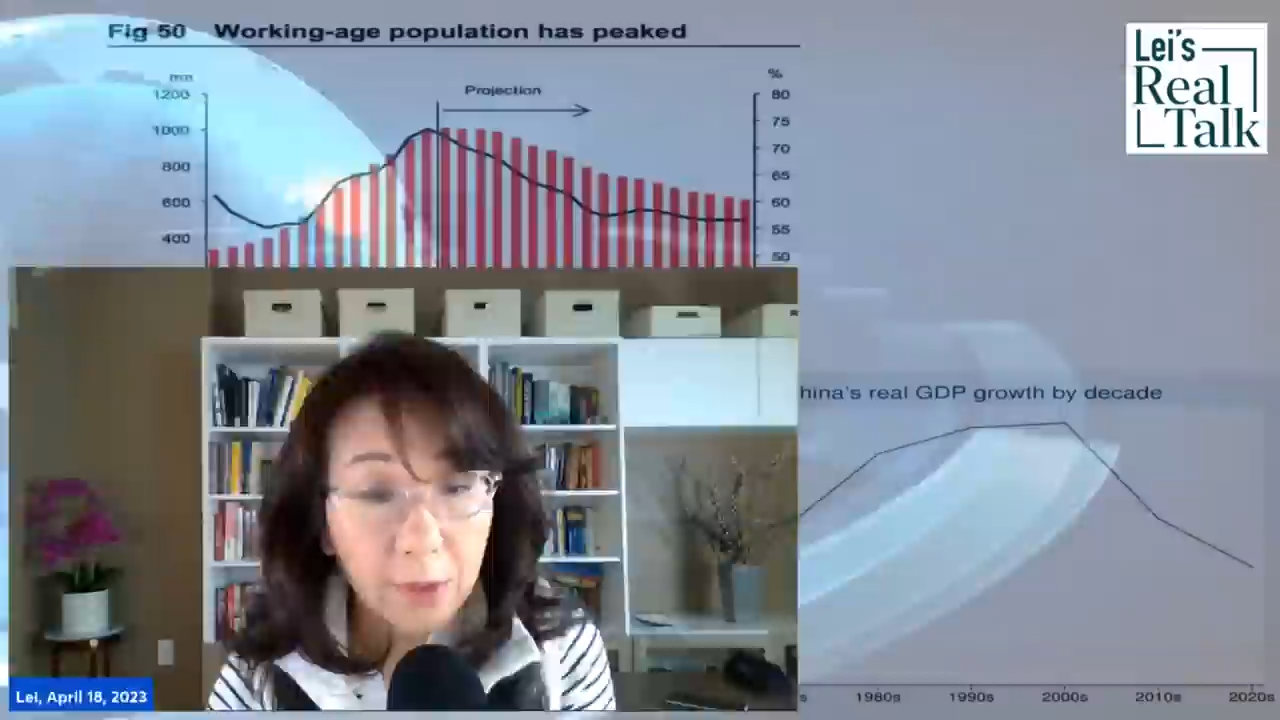 Fig 50 Working-age population has peaked
mn
%
Projection
1200
1000
800
600
400
80
75
70
65
60
55
50
Lei's
Real
Talk
hina's real GDP growth by decade
s 1980s 1990s 2000s 2010s 2020s
Lei, April 18, 2023